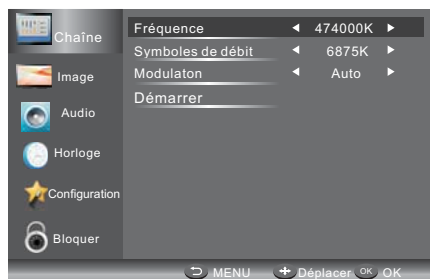 Chaîne
Image
Audio
Horloge
Configuration
Bloquer
Fréquence 474000K
Symboles de débit 6875K
Modulaton Auto
Démarrer
MENU Déplacer OK OK